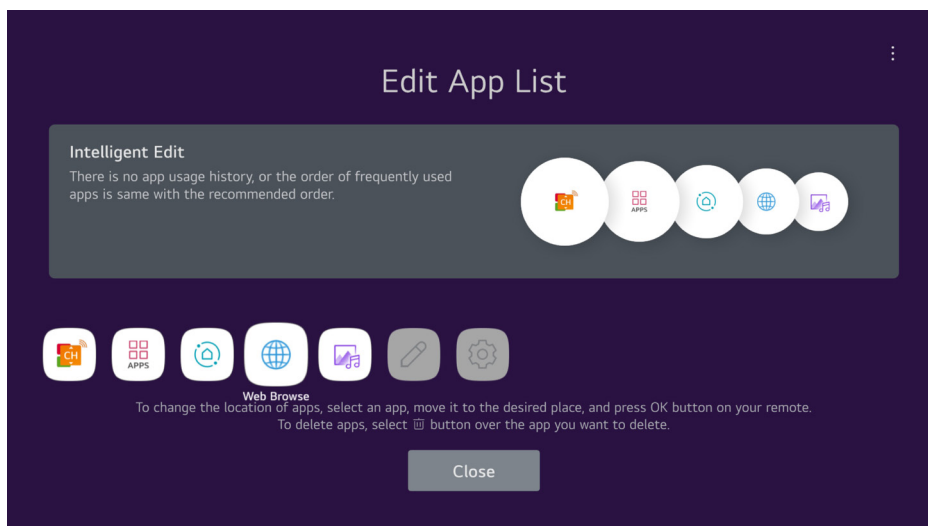 Edit App List
Intelligent Edit
There is no app usage history, or the order of frequently used
apps is same with the recommended order.
CH
APPS
CH
APPS
Web Browse
To change the location of apps, select an app, move it to the desired place, and press OK button on your remote.
To delete apps, select button over the app you want to delete.
Close